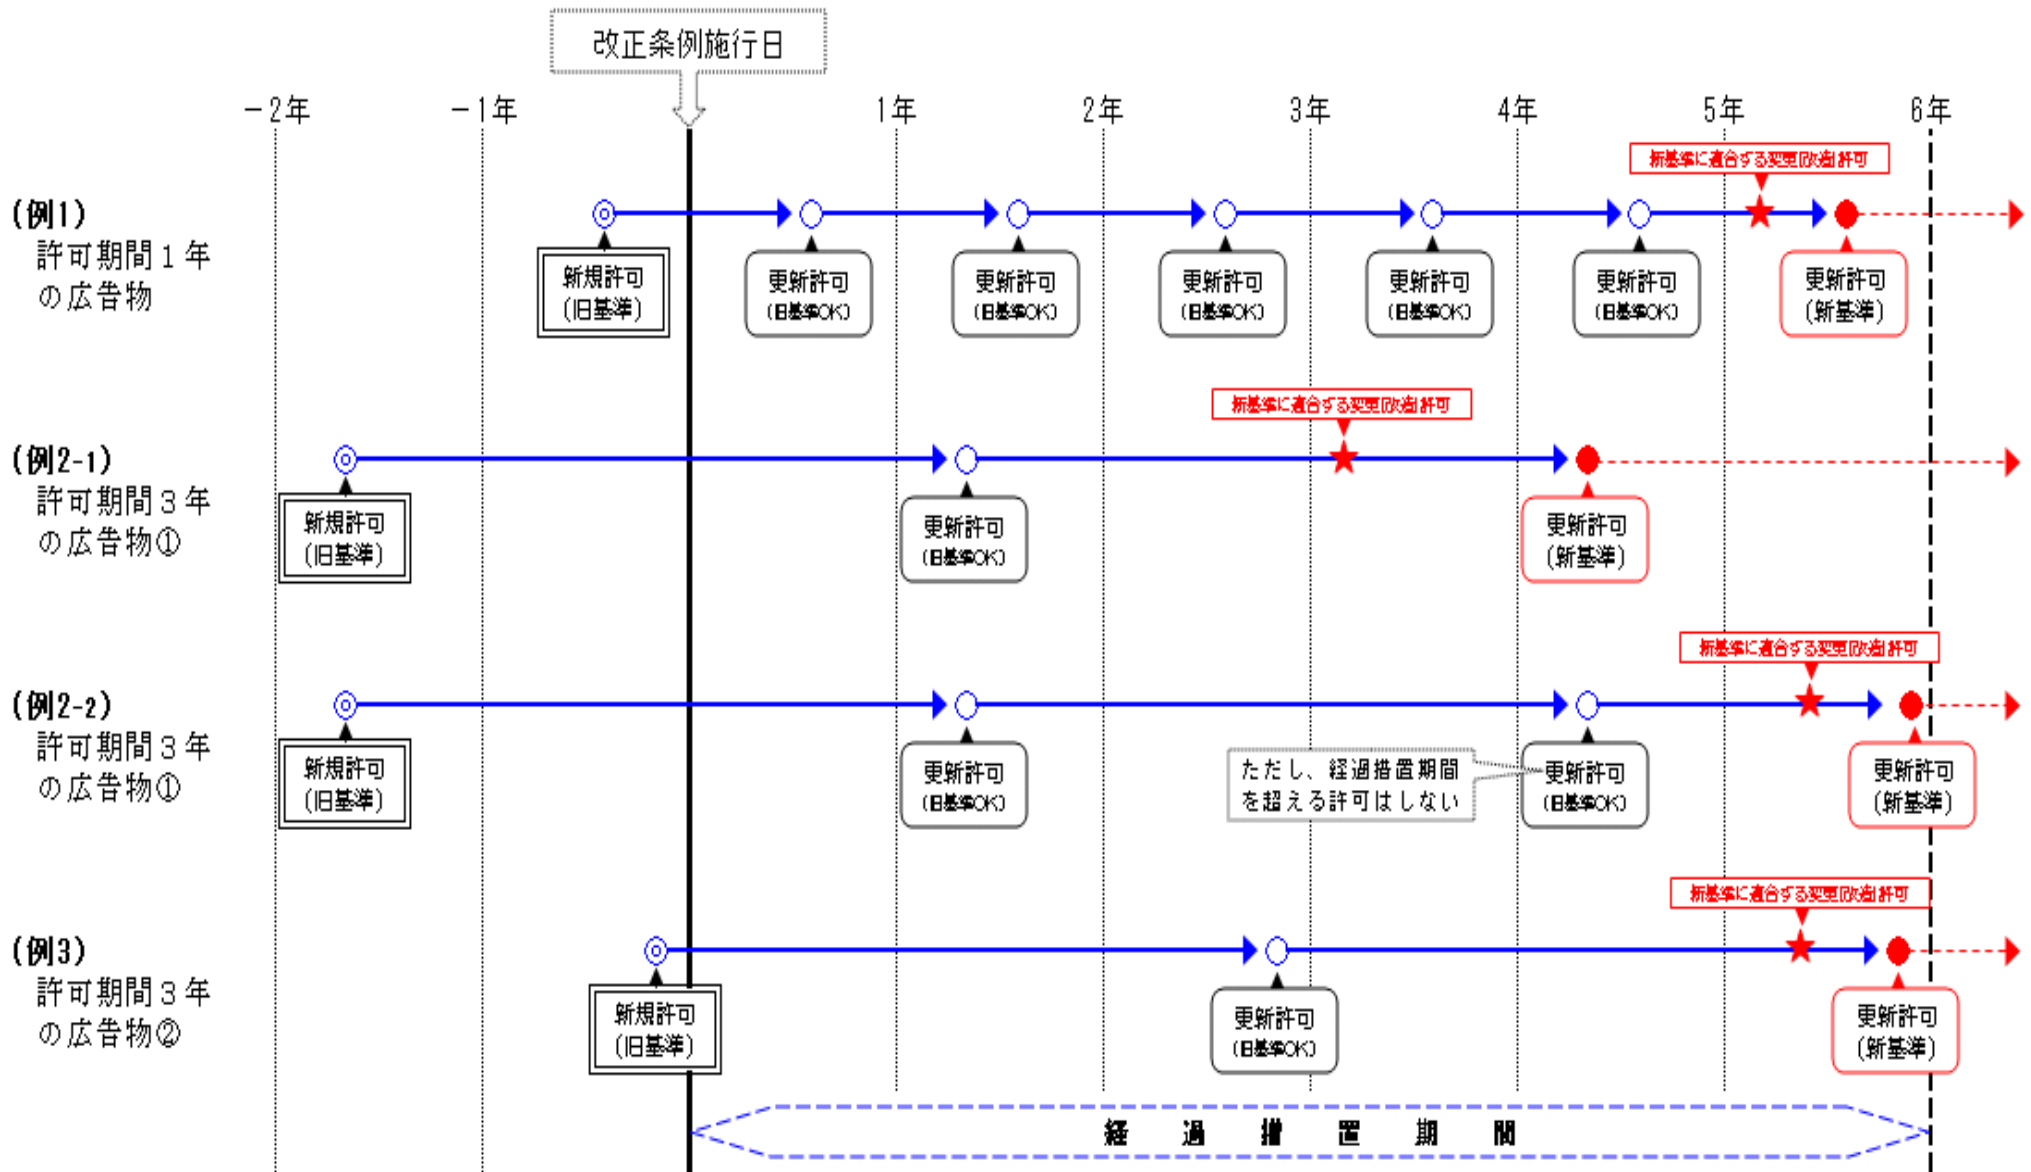 改正条例施行日
－2年
－1年
1年
2年
3年
4年
5年
6年
新基準に適合する変更(改造)許可
(例1)
許可期間１年
の広告物
新規許可
(旧基準)
更新許可
(旧基準OK)
更新許可
(旧基準OK)
更新許可
(旧基準OK)
更新許可
(旧基準OK)
更新許可
(旧基準OK)
更新許可
(新基準)
新基準に適合する変更(改造)許可
(例2-1)
許可期間３年
の広告物①
新規許可
(旧基準)
更新許可
(旧基準OK)
更新許可
(新基準)
新基準に適合する変更(改造)許可
(例2-2)
許可期間３年
の広告物①
新規許可
(旧基準)
更新許可
(旧基準OK)
ただし、経過措置期間
を超える許可はしない
更新許可
(旧基準OK)
更新許可
(新基準)
新基準に適合する変更(改造)許可
(例3)
許可期間３年
の広告物②
新規許可
(旧基準)
更新許可
(旧基準OK)
更新許可
(新基準)
経過措置期間